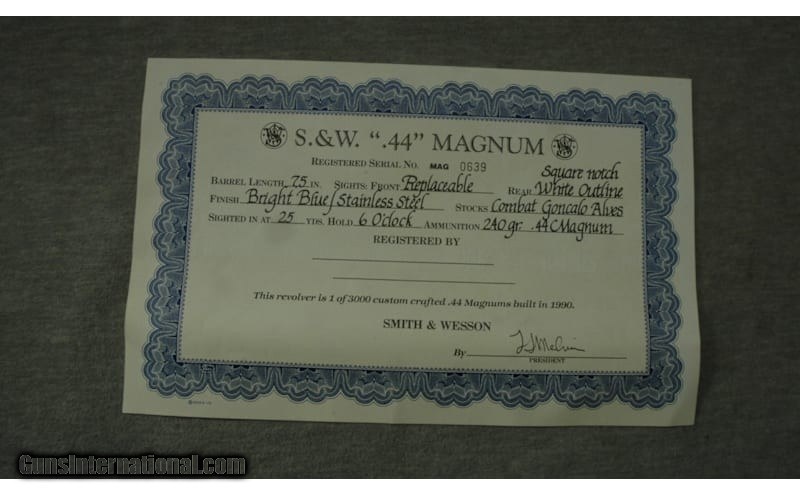 S.&W. “.44” MAGNUM
REGISTERED SERIAL NO. MAG 0639
Square notch
BARREL LENGTH 7.5 IN. SIGHTS: FRONT Replaceable REAR White Outline
FINISH Bright Blue/Stainless Steel STOCKS Combat Goncalo Alves
SIGHTED IN AT 25 YDS. HOLD 6 O'clock AMMUNITION 240 gr. .44 C Magnum
REGISTERED BY
This revolver is 1 of 3000 custom crafted .44 Magnums built in 1990.
SMITH & WESSON
By
PRESIDENT
GunsInternational.com